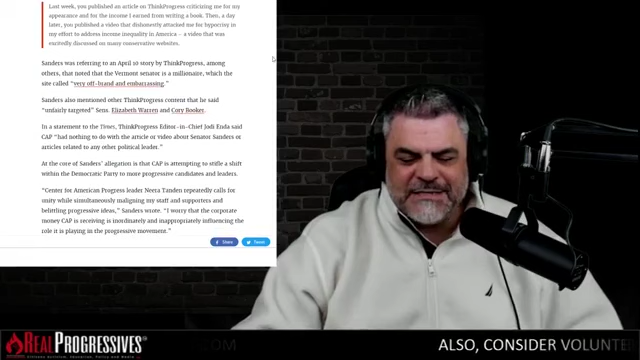 Last week, you published an article on ThinkProgress criticizing me for my
appearance and for the income I earned from writing a book. Then, a day
later, you published a video that dishonestly attacked me for hypocrisy in
my effort to address income inequality in America – a video that was
excitedly discussed on many conservative websites.
Sanders was referring to an April 10 story by ThinkProgress, among
others, that noted that the Vermont senator is a millionaire, which the
site called "very off-brand and embarrassing."
Sanders also mentioned other ThinkProgress content that he said
"unfairly targeted" Sens. Elizabeth Warren and Cory Booker.
In a statement to the Times, ThinkProgress Editor-in-Chief Jodi Enda said
CAP "had nothing to do with the article or video about Senator Sanders or
articles related to any other political leader."
At the core of Sanders' allegation is that CAP is attempting to stifle a shift
within the Democratic Party to more progressive candidates and leaders.
"Center for American Progress leader Neera Tanden repeatedly calls for
unity while simultaneously maligning my staff and supporters and
belittling progressive ideas," Sanders wrote. "I worry that the corporate
money CAP is receiving is inordinately and inappropriately influencing the
role it is playing in the progressive movement."
Share Tweet
REALPROGRESSIVES
.COM
ALSO, CONSIDER VOLUNTE